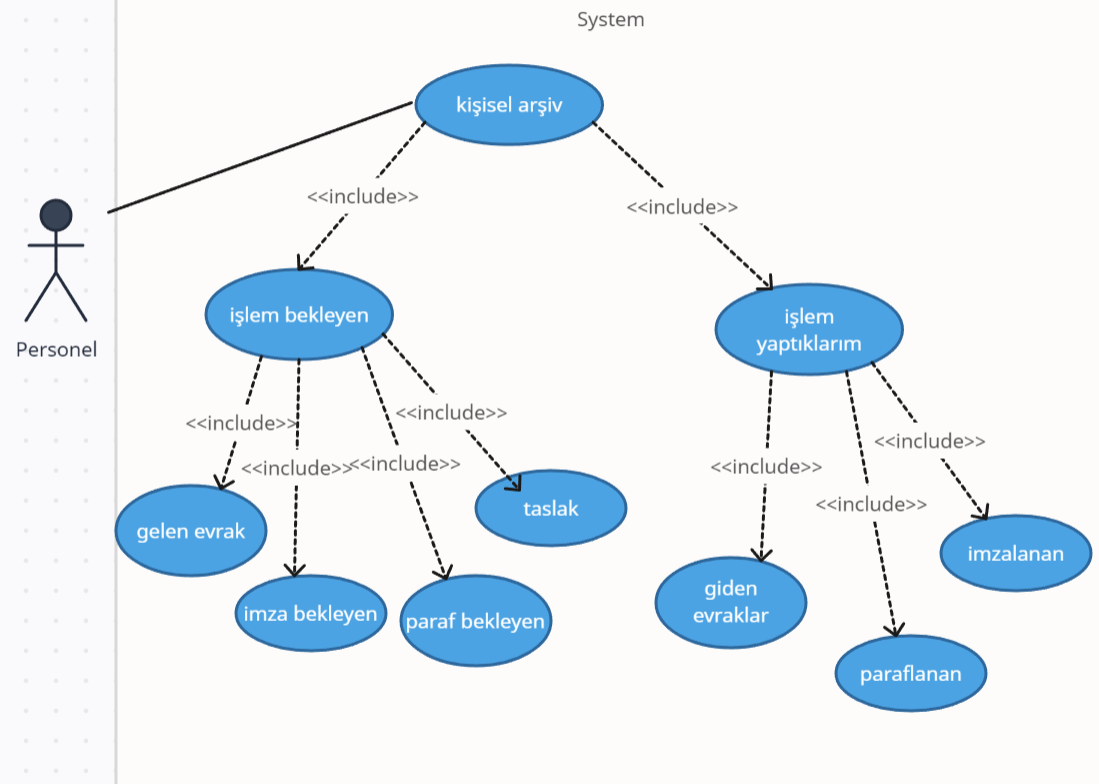 System
kişisel arşiv
<<include>>
<<include>>
Personel
işlem bekleyen
işlem
yaptıklarım
<<include>>
<<include>>
<<include>>
<<include>>
<<include>>
<<include>>
<<include>>
gelen evrak
taslak
imza bekleyen
paraf bekleyen
giden
evraklar
imzalanan
paraflanan